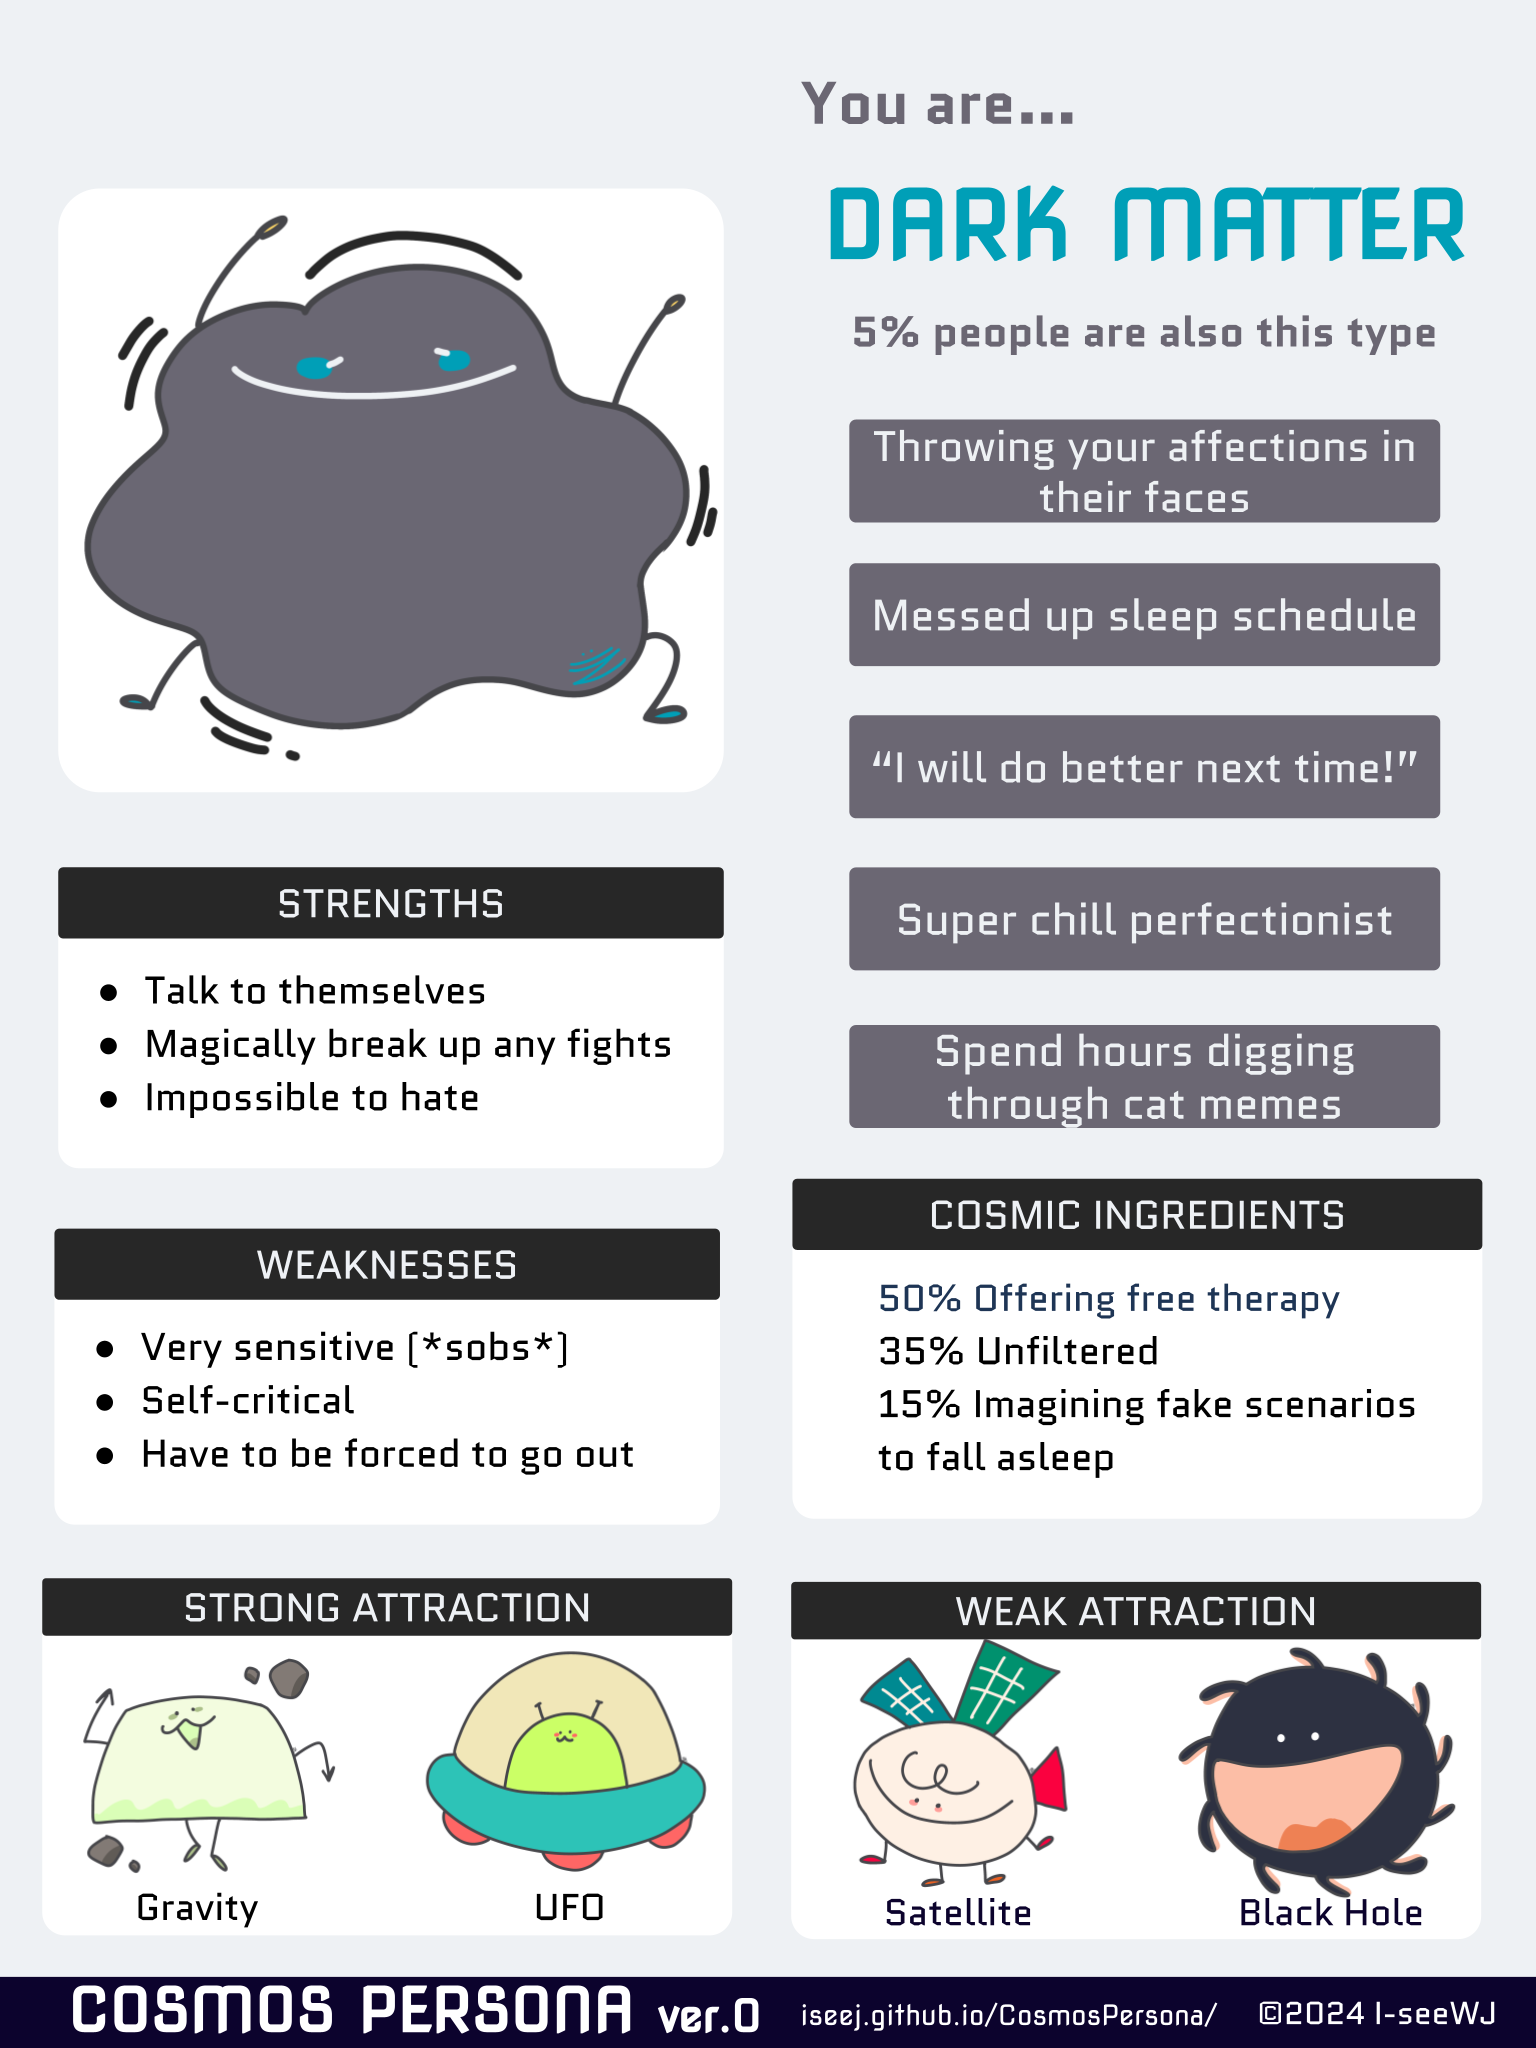 You are...
DARK MATTER
5% people are also this type
Throwing your affections in
their faces
Messed up sleep schedule
“I will do better next time!”
Super chill perfectionist
Spend hours digging
through cat memes
STRENGTHS
● Talk to themselves
● Magically break up any fights
● Impossible to hate
WEAKNESSES
● Very sensitive (*sobs*)
● Self-critical
● Have to be forced to go out
COSMIC INGREDIENTS
50% Offering free therapy
35% Unfiltered
15% Imagining fake scenarios
to fall asleep
STRONG ATTRACTION
Gravity
UFO
WEAK ATTRACTION
Satellite
Black Hole
COSMOS PERSONA ver.0
iseej.github.io/CosmosPersona/
©2024 I-seeWJ